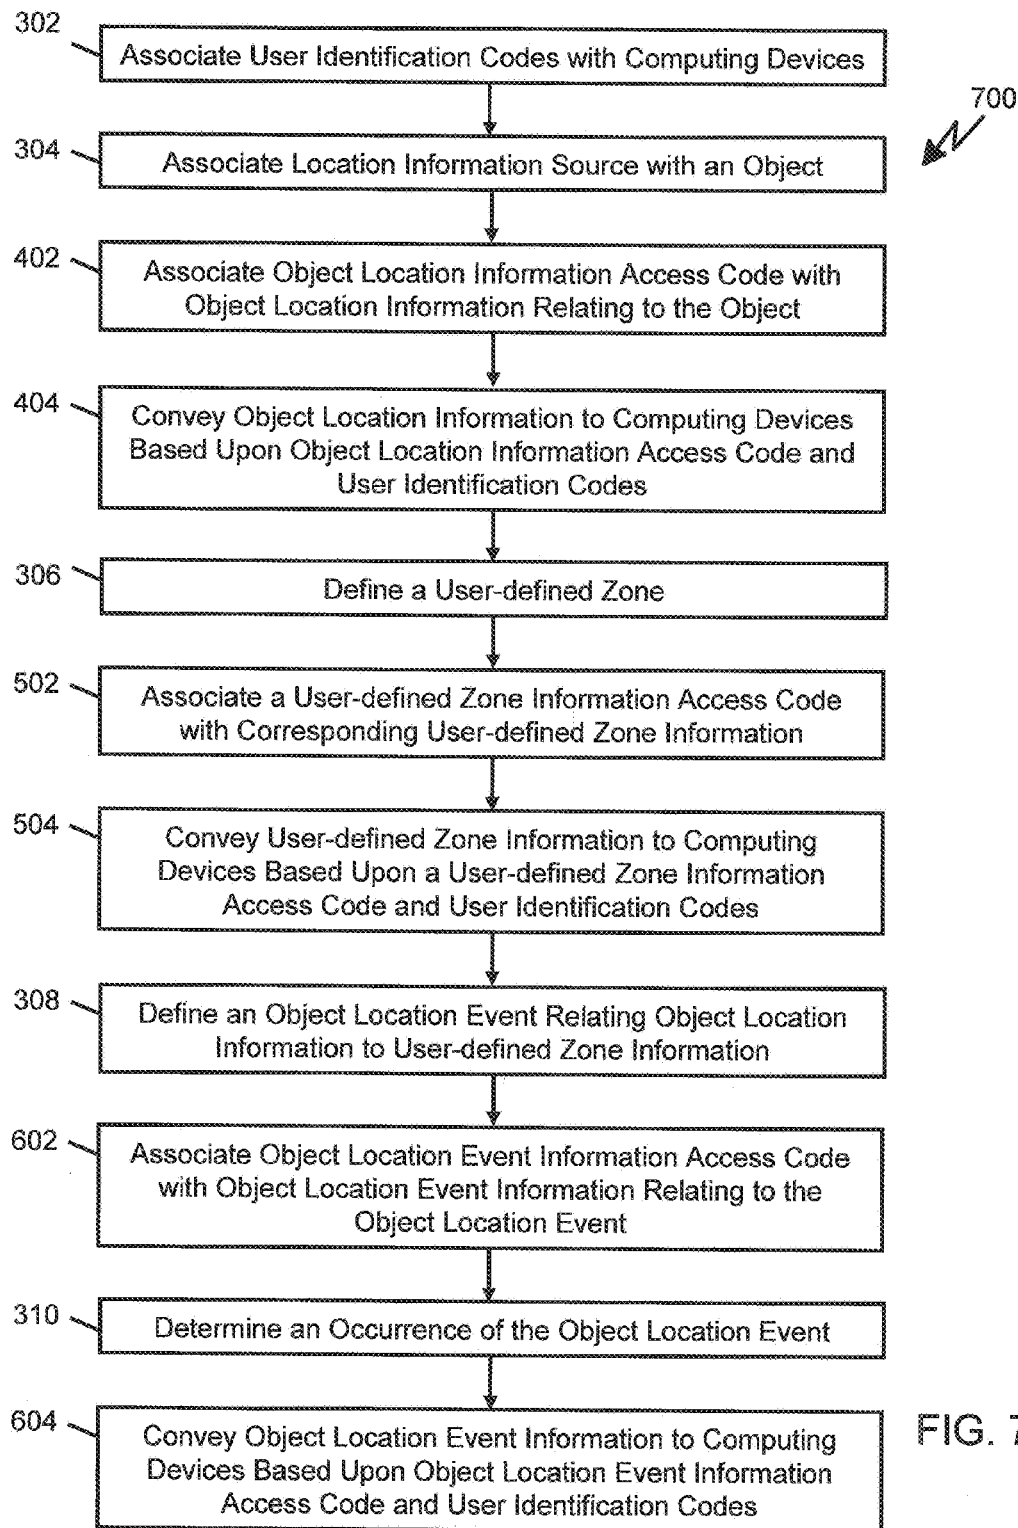 302
Associate User Identification Codes with Computing Devices
700
304
Associate Location Information Source with an Object
402
Associate Object Location Information Access Code with
Object Location Information Relating to the Object
404
Convey Object Location Information to Computing Devices
Based Upon Object Location Information Access Code and
User Identification Codes
306
Define a User-defined Zone
502
Associate a User-defined Zone Information Access Code
with Corresponding User-defined Zone Information
504
Convey User-defined Zone Information to Computing
Devices Based Upon a User-defined Zone Information
Access Code and User Identification Codes
308
Define an Object Location Event Relating Object Location
Information to User-defined Zone Information
602
Associate Object Location Event Information Access Code
with Object Location Event Information Relating to the
Object Location Event
310
Determine an Occurrence of the Object Location Event
604
Convey Object Location Event Information to Computing
Devices Based Upon Object Location Event Information
Access Code and User Identification Codes
FIG. 7